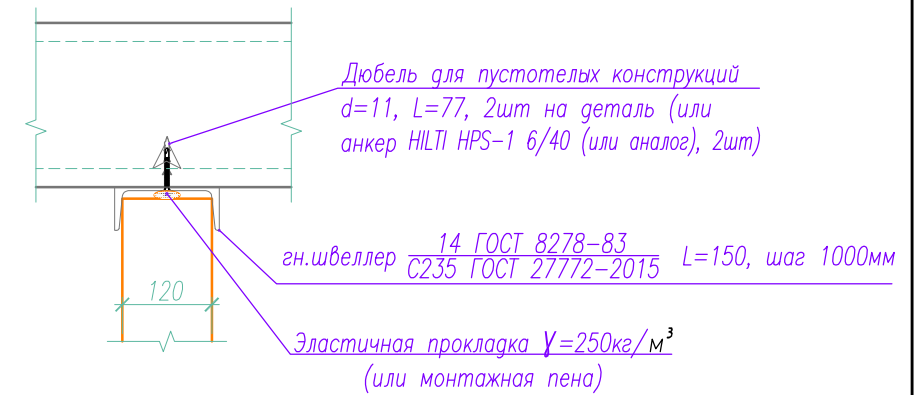 Дюбель для пустотелых конструкций
d=11, L=77, 2шт на деталь (или
анкер HILTI HPS-1 6/40 (или аналог), 2шт)
гн.швеллер 14 ГОСТ 8278-83 L=150, шаг 1000мм
С235 ГОСТ 27772-2015
120
Эластичная прокладка γ=250кг/м³
(или монтажная пена)